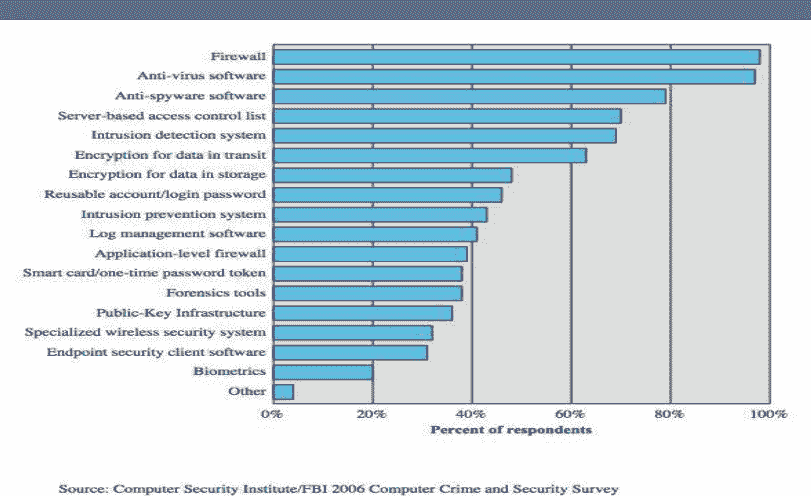 Firewall
Anti-virus software
Anti-spyware software
Server-based access control list
Intrusion detection system
Encryption for data in transit
Encryption for data in storage
Reusable account/login password
Intrusion prevention system
Log management software
Application-level firewall
Smart card/one-time password token
Forensics tools
Public-Key Infrastructure
Specialized wireless security system
Endpoint security client software
Biometrics
Other
0% 20% 40% 60% 80% 100%
Percent of respondents
Source: Computer Security Institute/FBI 2006 Computer Crime and Security Survey